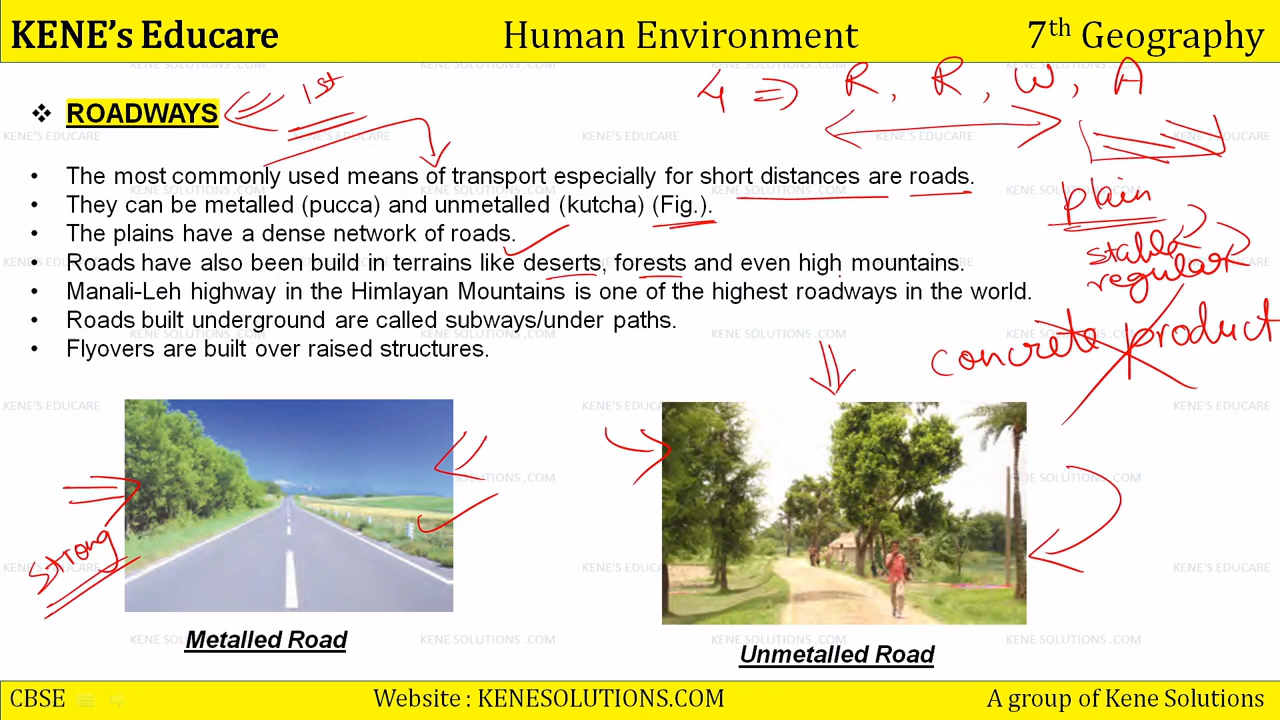 KENE's Educare Human Environment 7th Geography
4 ⇒ R, R, W, A
1st
❖ ROADWAYS
• The most commonly used means of transport especially for short distances are roads.
• They can be metalled (pucca) and unmetalled (kutcha) (Fig.).
• The plains have a dense network of roads.
• Roads have also been build in terrains like deserts, forests and even high mountains.
• Manali-Leh highway in the Himlayan Mountains is one of the highest roadways in the world.
• Roads built underground are called subways/under paths.
• Flyovers are built over raised structures.
plain
stable
regular
concrete product
strong
Metalled Road
Unmetalled Road
KENE SOLUTIONS .COM
KENE'S EDUCARE
CBSE Website : KENESOLUTIONS.COM A group of Kene Solutions